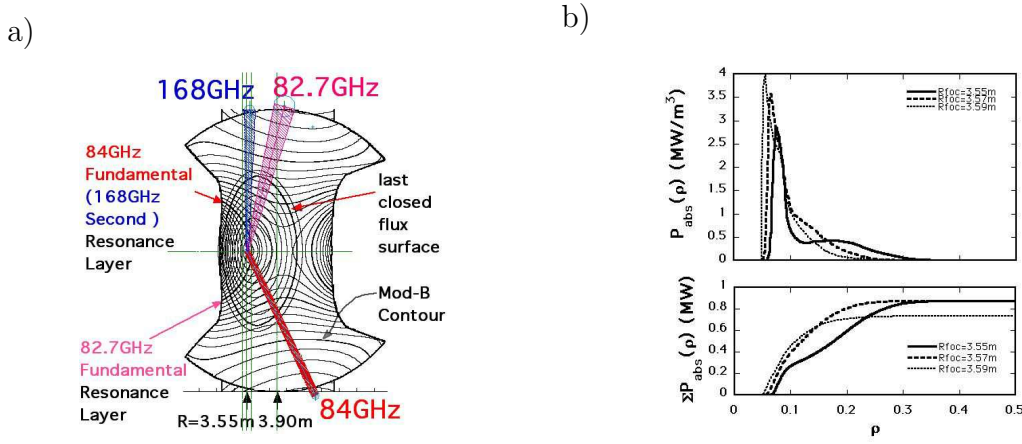 a)
b)
168GHz
82.7GHz
84GHz
Fundamental
(168GHz
Second )
Resonance
Layer
last
closed
flux
surface
Mod-B
Contour
82.7GHz
Fundamental
Resonance
Layer
R=3.55m 3.90m
84GHz
P abs (ρ) (MW/m³)
4
3.5
3
2.5
2
1.5
1
0.5
0
Rfoc=3.55m
Rfoc=3.57m
Rfoc=3.59m
ΣP abs (ρ) (MW)
1
0.8
0.6
0.4
0.2
0
Rfoc=3.55m
Rfoc=3.57m
Rfoc=3.59m
0 0.1 0.2 0.3 0.4 0.5
ρ